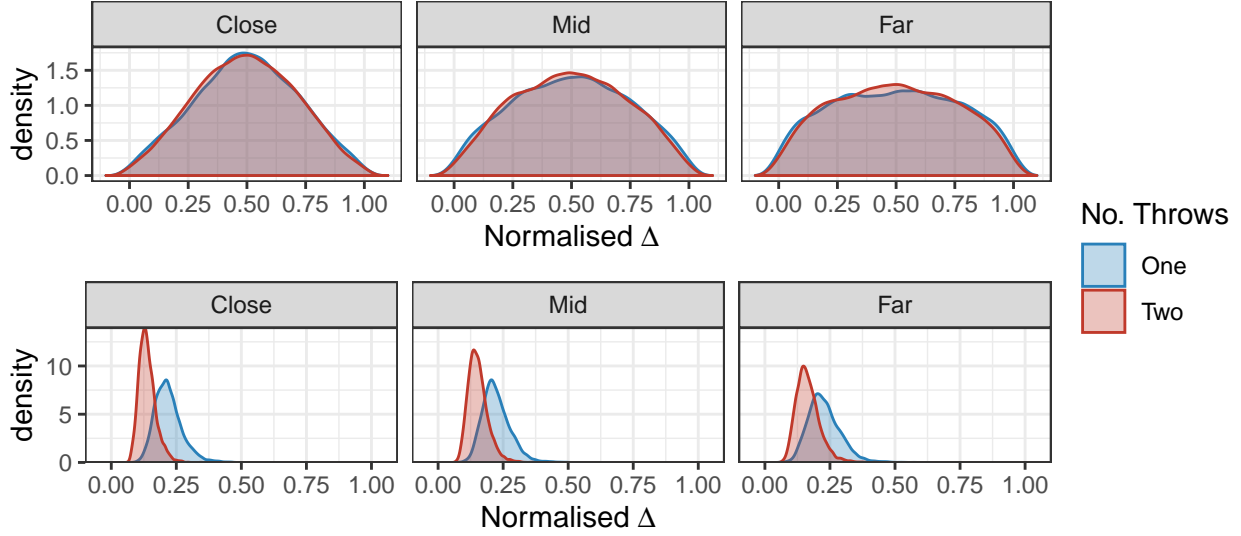 Close Mid Far
density
1.5
1.0
0.5
0.0
0.00 0.25 0.50 0.75 1.00 0.00 0.25 0.50 0.75 1.00 0.00 0.25 0.50 0.75 1.00
Normalised Δ
Close Mid Far
density
10
5
0
0.00 0.25 0.50 0.75 1.00 0.00 0.25 0.50 0.75 1.00 0.00 0.25 0.50 0.75 1.00
Normalised Δ
No. Throws
One
Two